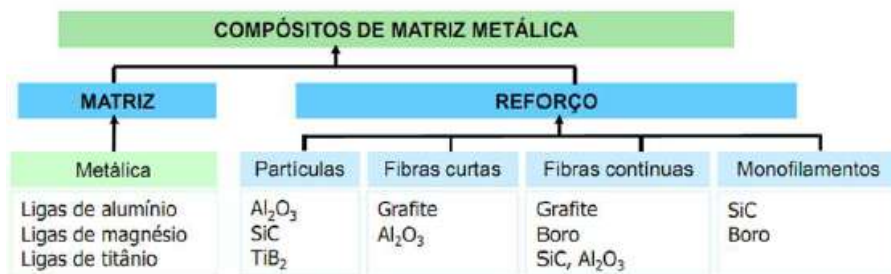 COMPÓSITOS DE MATRIZ METÁLICA
MATRIZ
REFORÇO
Metálica
Partículas
Fibras curtas
Fibras contínuas
Monofilamentos
Ligas de alumínio
Ligas de magnésio
Ligas de titânio
Al₂O₃
SiC
TiB₂
Grafite
Al₂O₃
Grafite
Boro
SiC, Al₂O₃
SiC
Boro